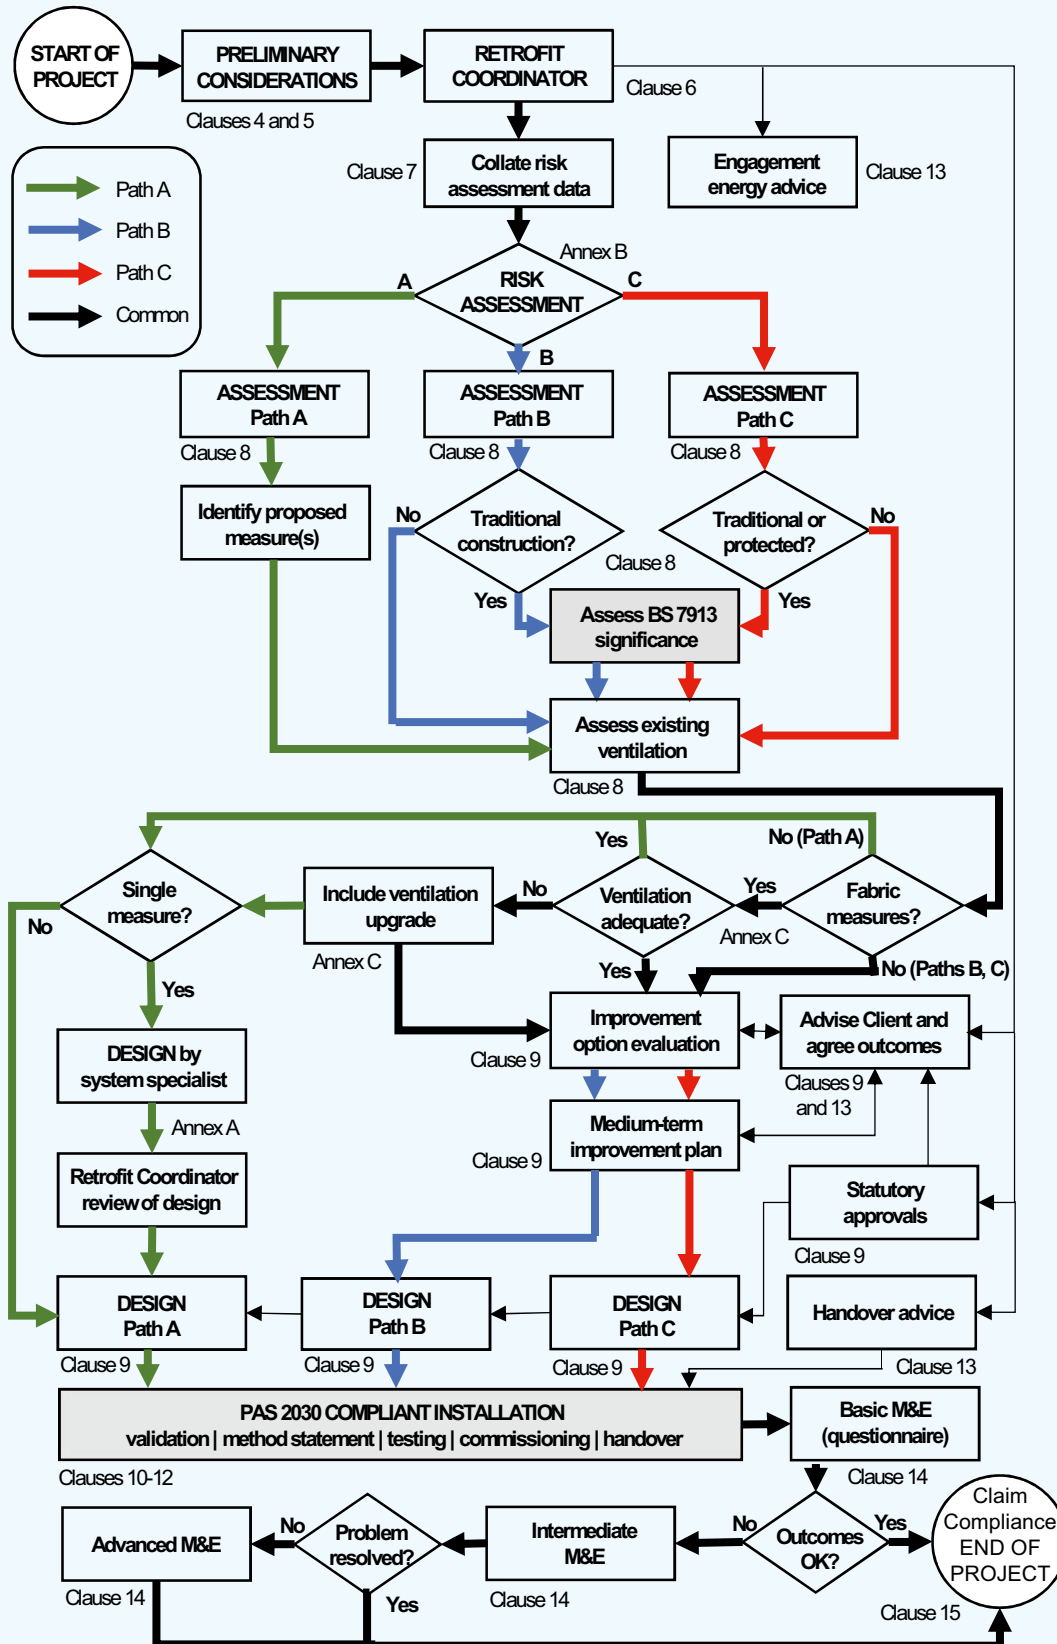 START OF
PROJECT
PRELIMINARY
CONSIDERATIONS
Clauses 4 and 5
RETROFIT
COORDINATOR
Clause 6
Clause 7
Collate risk
assessment data
Engagement
energy advice
Clause 13
Path A
Path B
Path C
Common
Annex B
A
RISK
ASSESSMENT
C
B
ASSESSMENT
Path A
Clause 8
ASSESSMENT
Path B
Clause 8
ASSESSMENT
Path C
Clause 8
Identify proposed
measure(s)
No
Traditional
construction?
Yes
Clause 8
Traditional or
protected?
No
Yes
Assess BS 7913
significance
Assess existing
ventilation
Clause 8
Yes
No (Path A)
Single
measure?
No
Yes
Include ventilation
upgrade
Annex C
No
Ventilation
adequate?
Yes
Yes
Annex C
Fabric
measures?
No (Paths B, C)
Improvement
option evaluation
Clause 9
Advise Client and
agree outcomes
Clauses 9
and 13
DESIGN by
system specialist
Annex A
Medium-term
improvement plan
Clause 9
Retrofit Coordinator
review of design
Statutory
approvals
Clause 9
DESIGN
Path A
Clause 9
DESIGN
Path B
Clause 9
DESIGN
Path C
Clause 9
Handover advice
Clause 13
PAS 2030 COMPLIANT INSTALLATION
validation | method statement | testing | commissioning | handover
Clauses 10-12
Basic M&E
(questionnaire)
Clause 14
Advanced M&E
Clause 14
No
Problem
resolved?
Yes
Intermediate
M&E
Clause 14
No
Outcomes
OK?
Yes
Claim
Compliance
END OF
PROJECT
Clause 15